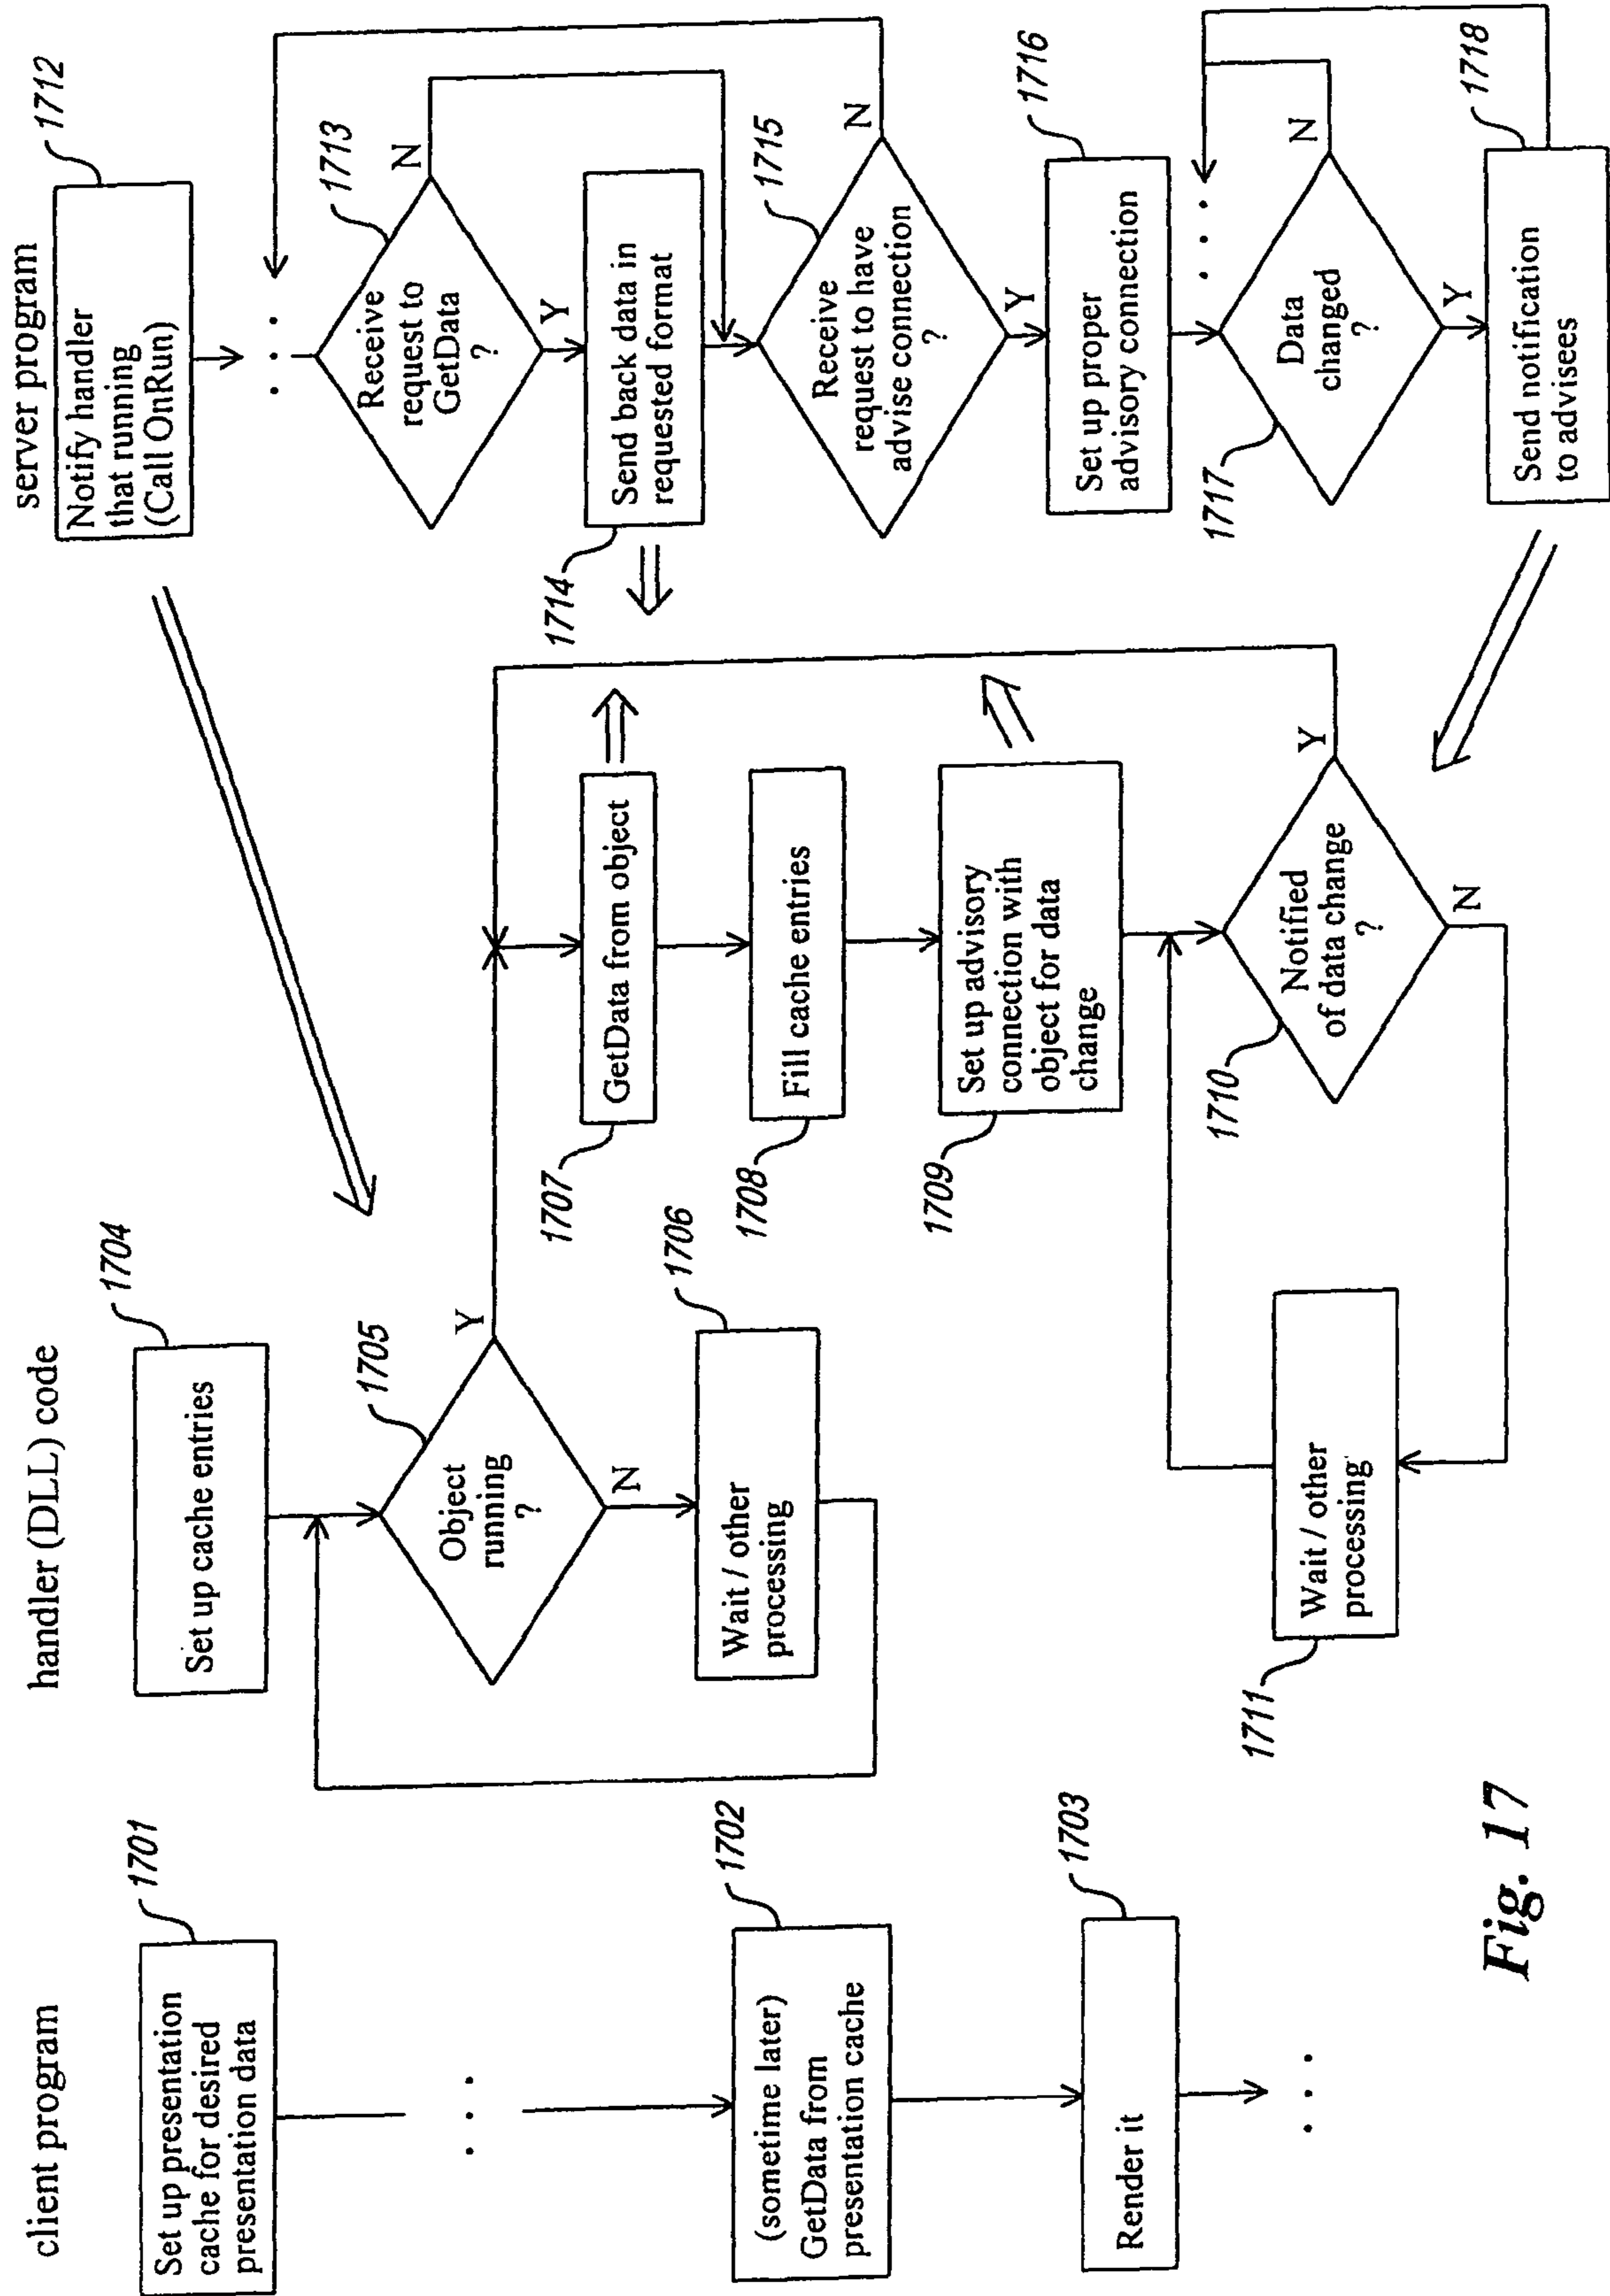 client program
Set up presentation
cache for desired
presentation data
1701
. . .
(sometime later)
GetData from
presentation cache
1702
Render it
1703
. . .
handler (DLL) code
Set up cache entries
1704
Object
running
?
1705
Y
N
Wait / other
processing
1706
GetData from object
1707
Fill cache entries
1708
Set up advisory
connection with
object for data
change
1709
Notified
of data change
?
1710
Y
N
Wait / other
processing
1711
server program
Notify handler
that running
(Call OnRun)
1712
. . .
Receive
request to
GetData
?
1713
N
Y
Send back data in
requested format
1714
Receive
request to have
advise connection
?
1715
N
Y
Set up proper
advisory connection
1716
. . . .
Data
changed
?
1717
N
Y
Send notification
to advisees
1718
Fig. 17